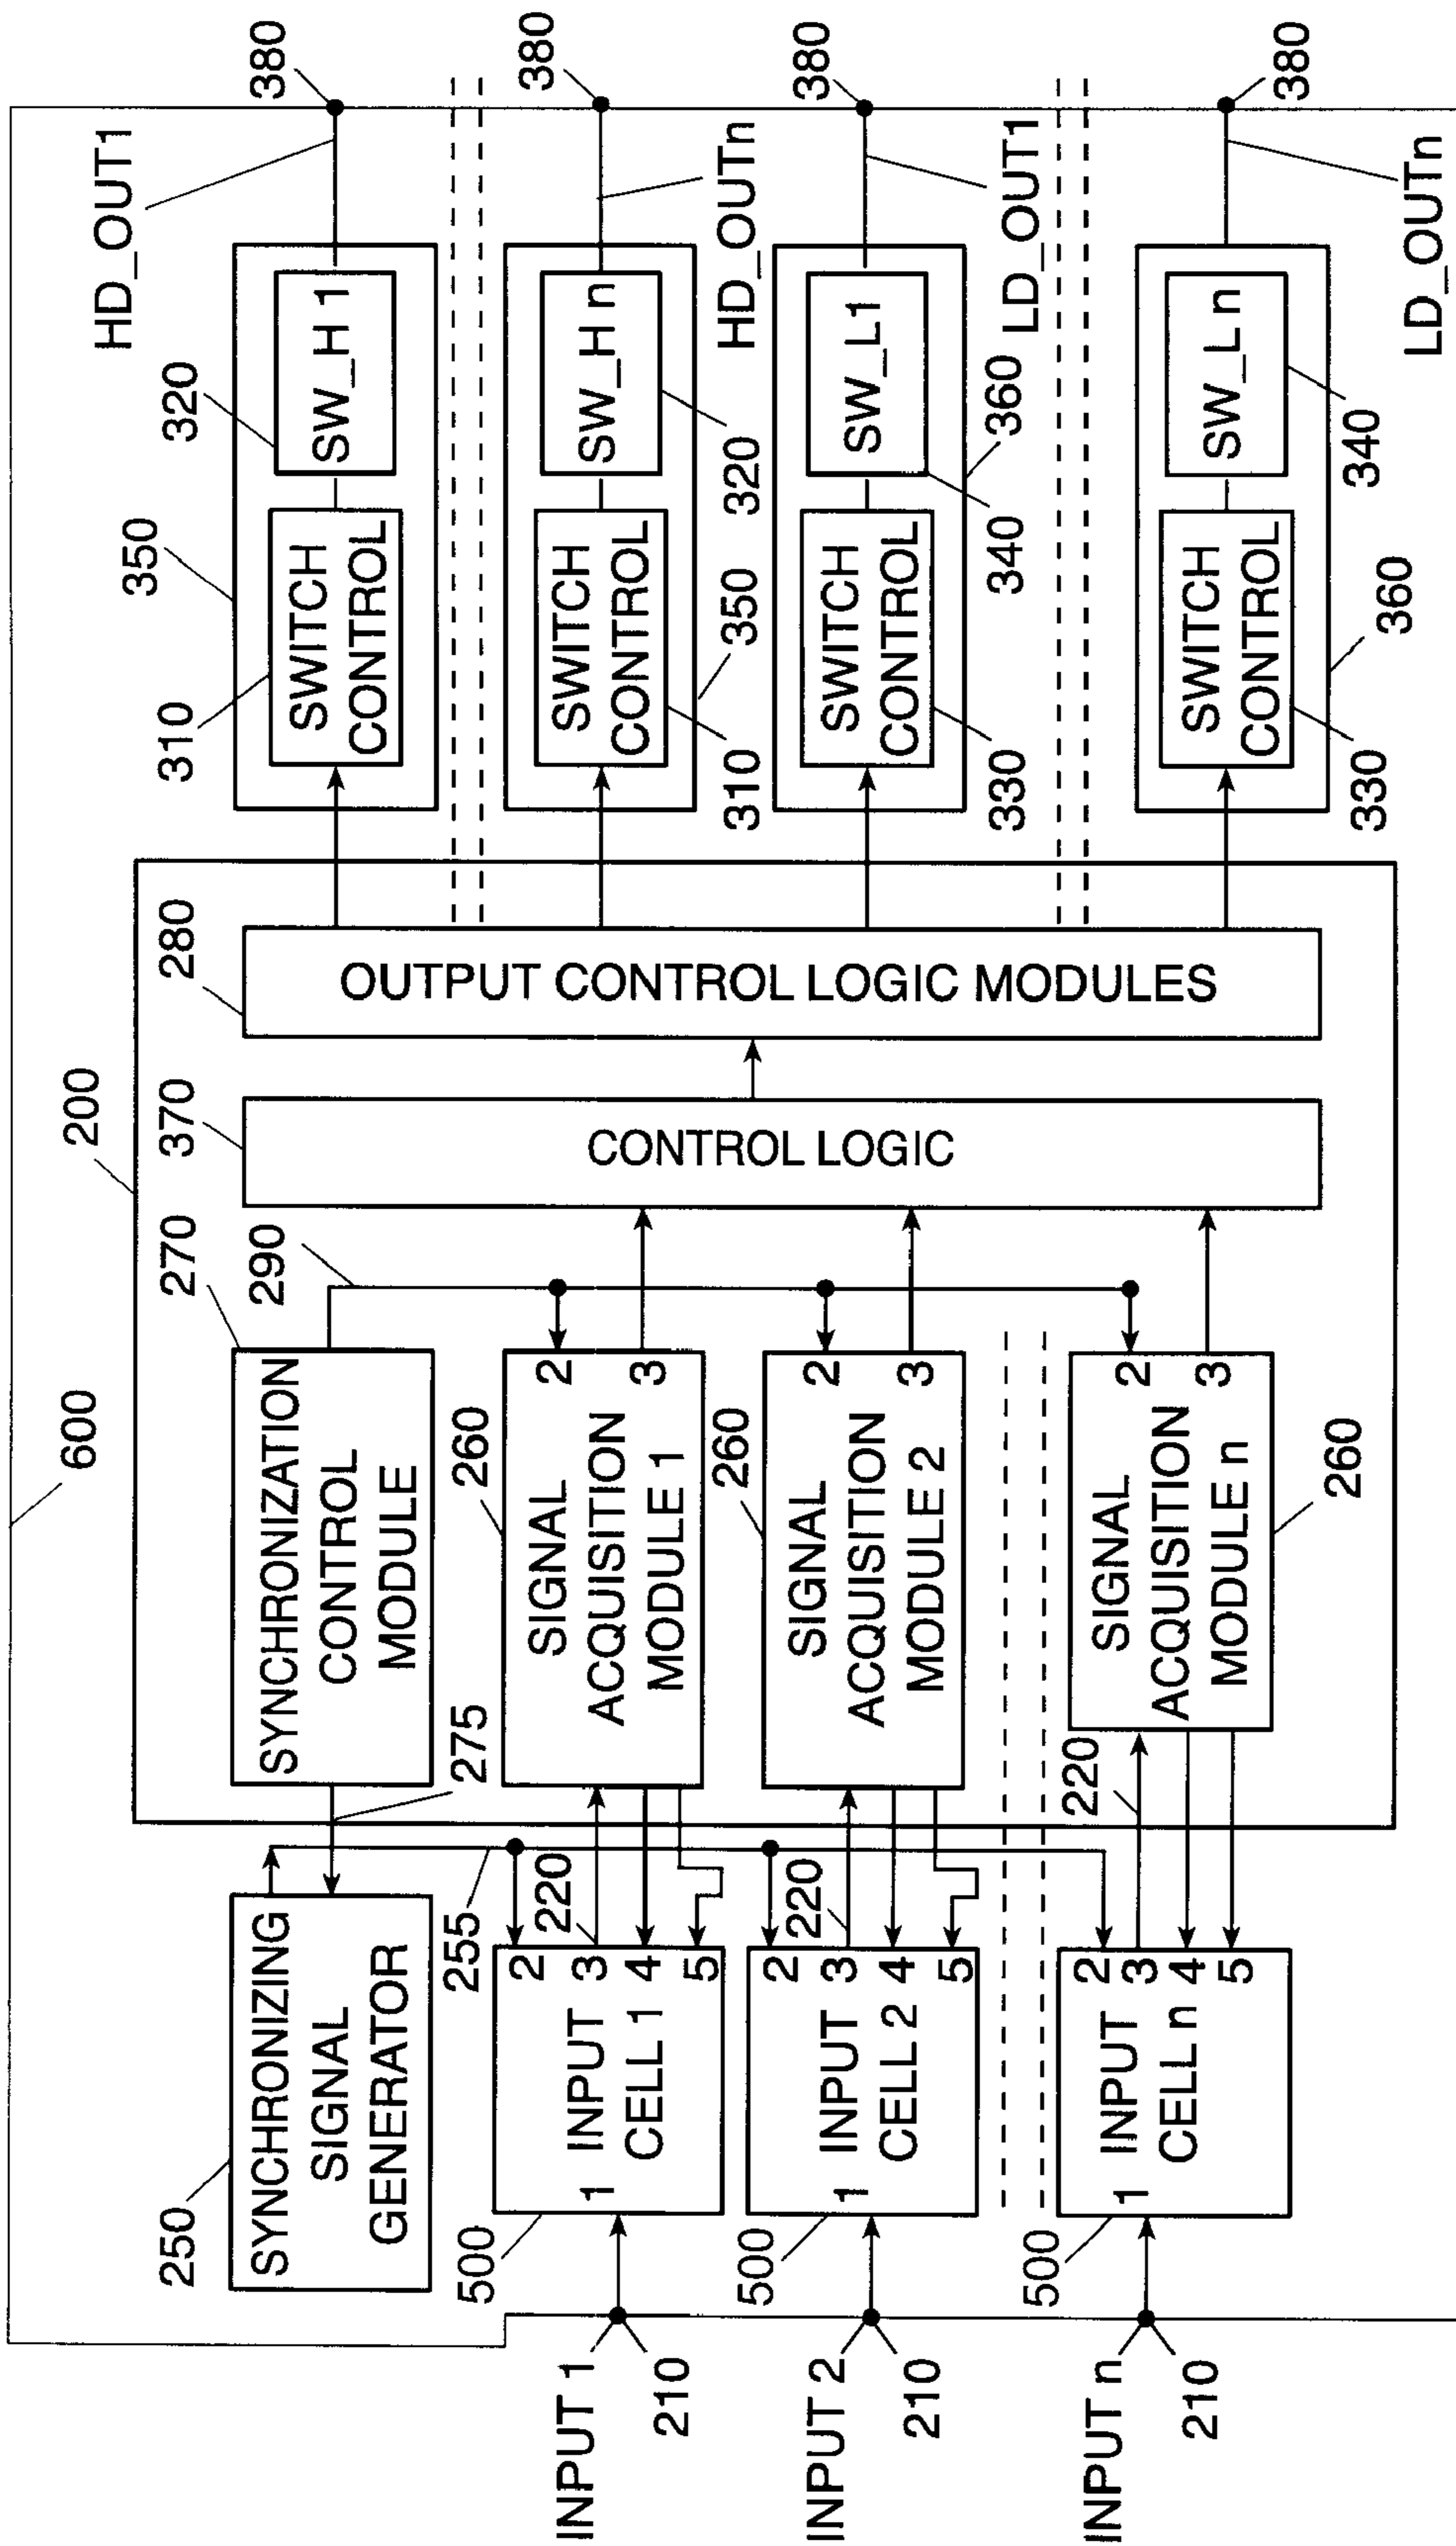 600
200
250
SYNCHRONIZING
SIGNAL
GENERATOR
275
255
270
SYNCHRONIZATION
CONTROL
MODULE
290
370
CONTROL LOGIC
280
OUTPUT CONTROL LOGIC MODULES
INPUT 1
210
500
1 INPUT
CELL 1
2
3
4
5
220
260
SIGNAL
ACQUISITION
MODULE 1
2
3
INPUT 2
210
500
1 INPUT
CELL 2
2
3
4
5
220
260
SIGNAL
ACQUISITION
MODULE 2
2
3
INPUT n
210
500
1 INPUT
CELL n
2
3
4
5
220
SIGNAL
ACQUISITION
MODULE n
2
3
260
350
310
SWITCH
CONTROL
320
SW_H 1
HD_OUT1
380
SWITCH
CONTROL
310
350
SW_H n
320
HD_OUTn
380
SWITCH
CONTROL
330
SW_L1
340
360
LD_OUT1
380
SWITCH
CONTROL
330
360
SW_L n
340
LD_OUTn
380